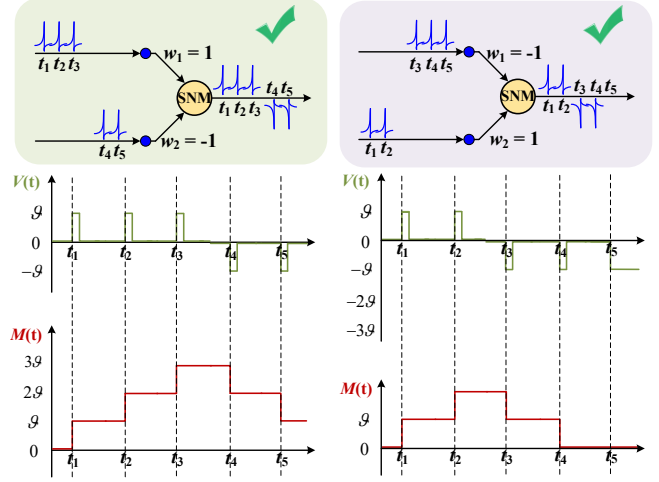 t₁ t₂ t₃
w₁ = 1
t₄ t₅
w₂ = -1
SNM
t₁ t₂ t₃
t₄ t₅
t₃ t₄ t₅
w₁ = -1
t₁ t₂
w₂ = 1
SNM
t₁ t₂
t₃ t₄ t₅
V(t)
ϑ
0
−ϑ
t₁ t₂ t₃ t₄ t₅
M(t)
3ϑ
2ϑ
ϑ
0
t₁ t₂ t₃ t₄ t₅
V(t)
ϑ
0
−ϑ
−2ϑ
−3ϑ
t₁ t₂ t₃ t₄ t₅
M(t)
ϑ
0
t₁ t₂ t₃ t₄ t₅